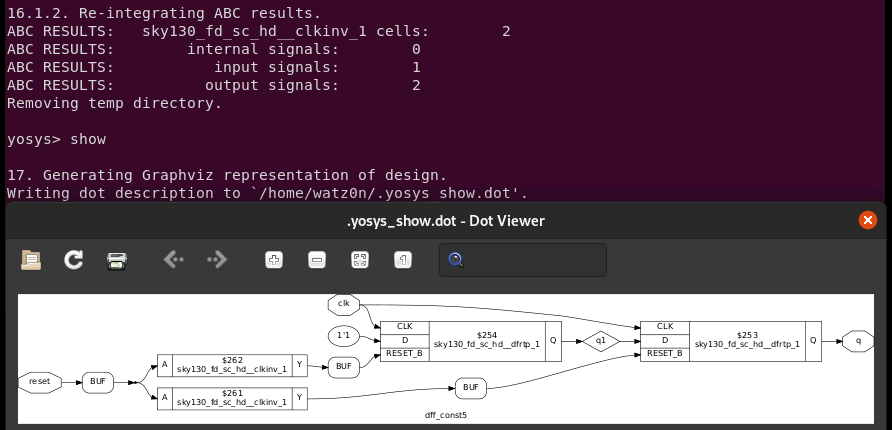 16.1.2. Re-integrating ABC results.
ABC RESULTS:   sky130_fd_sc_hd__clkinv_1 cells:        2
ABC RESULTS:        internal signals:        0
ABC RESULTS:           input signals:        1
ABC RESULTS:          output signals:        2
Removing temp directory.
yosys> show
17. Generating Graphviz representation of design.
Writing dot description to `/home/watz0n/.yosys_show.dot'.
.yosys_show.dot - Dot Viewer
clk
CLK
D
RESET_B
$254
sky130_fd_sc_hd__dfrtp_1
Q
1'1
BUF
q1
CLK
D
RESET_B
$253
sky130_fd_sc_hd__dfrtp_1
Q
q
reset
BUF
A
$262
sky130_fd_sc_hd__clkinv_1
Y
A
$261
sky130_fd_sc_hd__clkinv_1
Y
BUF
dff_const5